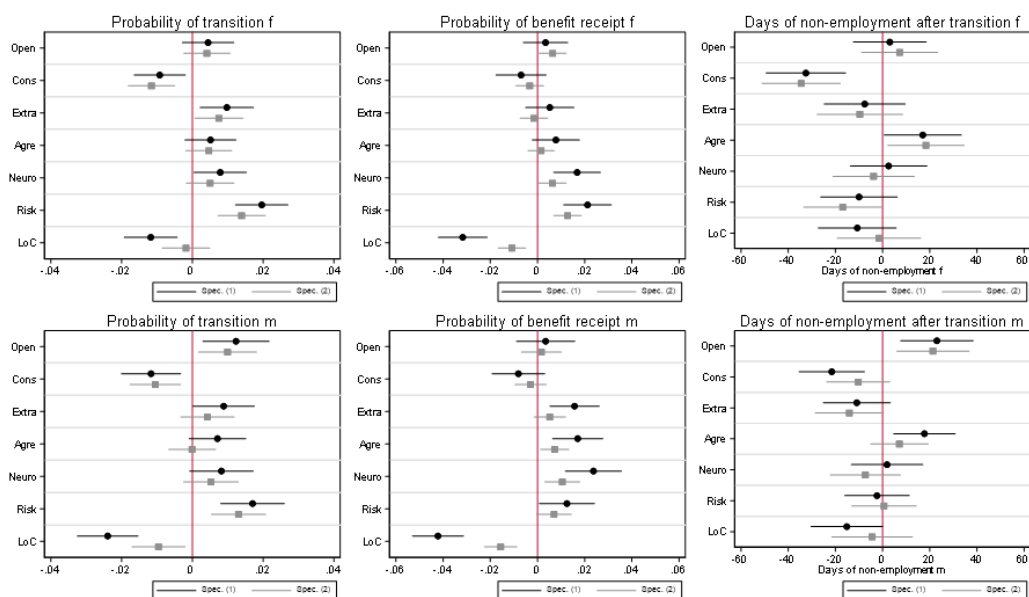 Probability of transition f
Open
Cons
Extra
Agre
Neuro
Risk
LoC
-.04 -.02 0 .02 .04
Spec. (1) Spec. (2)
Probability of benefit receipt f
Open
Cons
Extra
Agre
Neuro
Risk
LoC
-.06 -.04 -.02 0 .02 .04 .06
Spec. (1) Spec. (2)
Days of non-employment after transition f
Open
Cons
Extra
Agre
Neuro
Risk
LoC
-60 -40 -20 0 20 40 60
Days of non-employment f
Spec. (1) Spec. (2)
Probability of transition m
Open
Cons
Extra
Agre
Neuro
Risk
LoC
-.04 -.02 0 .02 .04
Spec. (1) Spec. (2)
Probability of benefit receipt m
Open
Cons
Extra
Agre
Neuro
Risk
LoC
-.06 -.04 -.02 0 .02 .04 .06
Spec. (1) Spec. (2)
Days of non-employment after transition m
Open
Cons
Extra
Agre
Neuro
Risk
LoC
-60 -40 -20 0 20 40 60
Days of non-employment m
Spec. (1) Spec. (2)